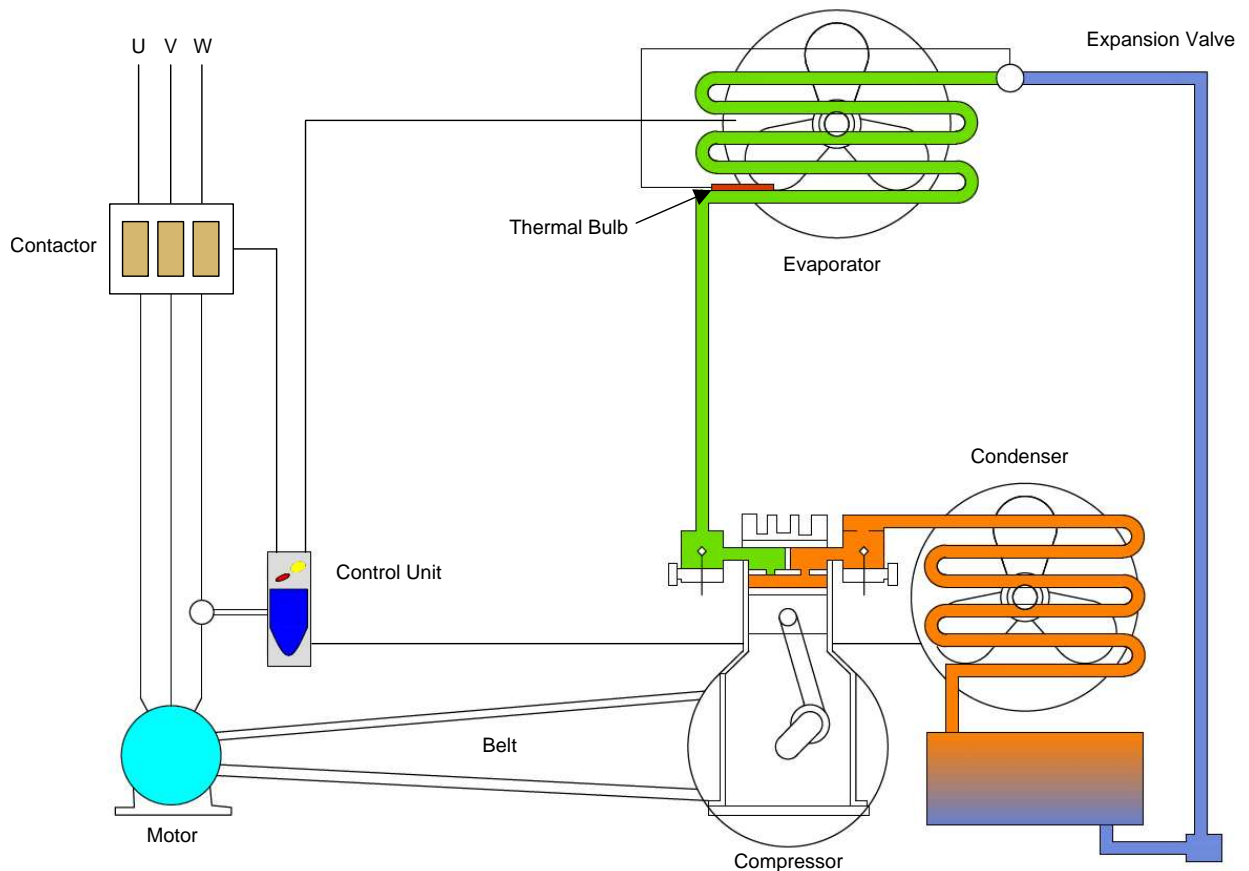 U V W
Expansion Valve
Thermal Bulb
Contactor
Evaporator
Condenser
Control Unit
Belt
Motor
Compressor